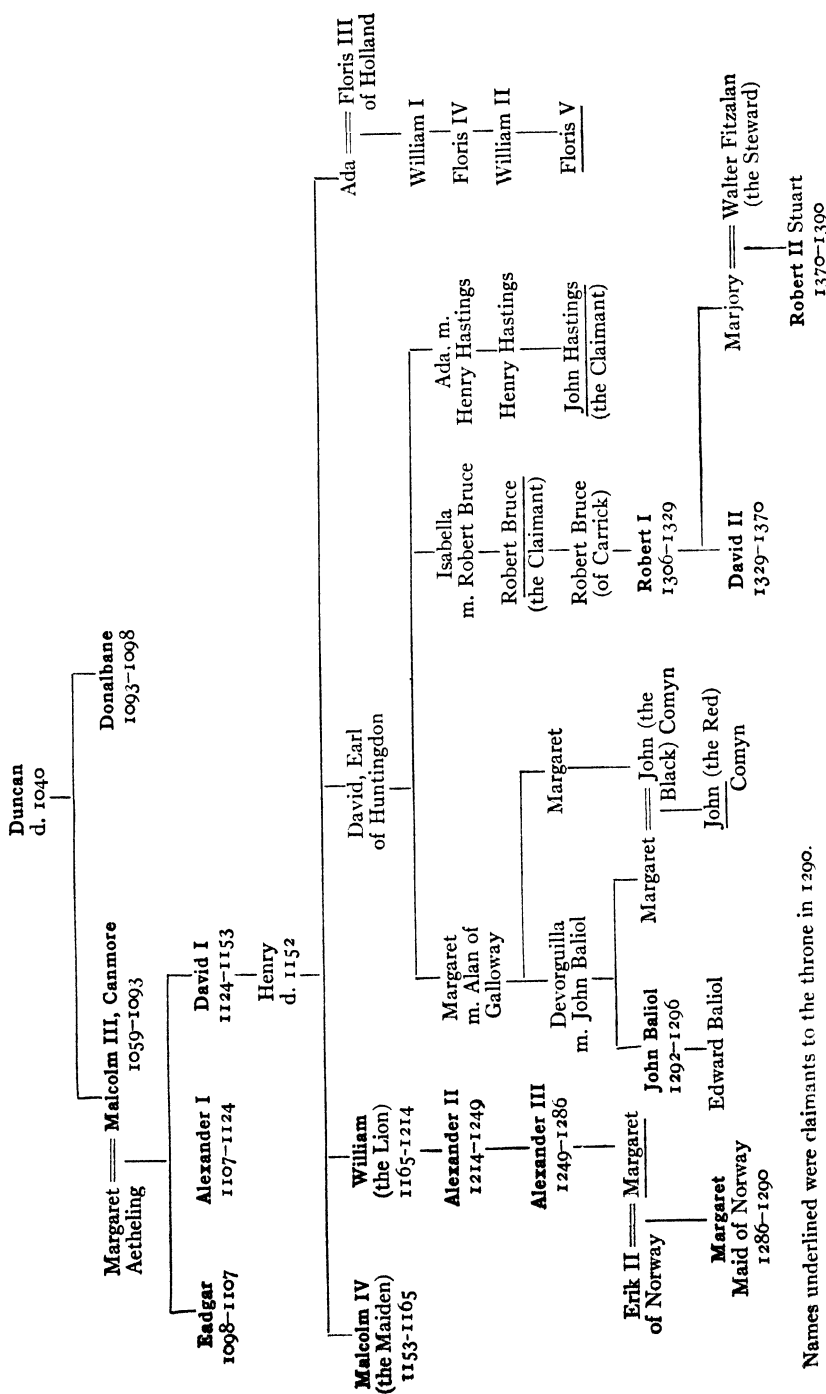 Duncan
d. 1040
Margaret == Malcolm III, Canmore
Aetheling
1059–1093
Donalbane
1093–1098
Eadgar
1098–1107
Alexander I
1107–1124
David I
1124–1153
Henry
d. 1152
Malcolm IV
(the Maiden)
1153-1165
William
(the Lion)
1165-1214
David, Earl
of Huntingdon
Ada == Floris III
of Holland
Alexander II
1214–1249
Margaret
m. Alan of
Galloway
Isabella
m. Robert Bruce
Ada, m.
Henry Hastings
William I
Floris IV
William II
Floris V
Alexander III
1249–1286
Devorguilla
m. John Baliol
Margaret
Robert Bruce
(the Claimant)
Henry Hastings
John Hastings
(the Claimant)
Robert Bruce
(of Carrick)
Erik II == Margaret
of Norway
John Baliol
1292–1296
Margaret == John (the
Black) Comyn
Robert I
1306–1329
Margaret
Maid of Norway
1286–1290
Edward Baliol
John (the Red)
Comyn
David II
1329–1370
Marjory == Walter Fitzalan
(the Steward)
Robert II Stuart
1370–1390
Names underlined were claimants to the throne in 1290.